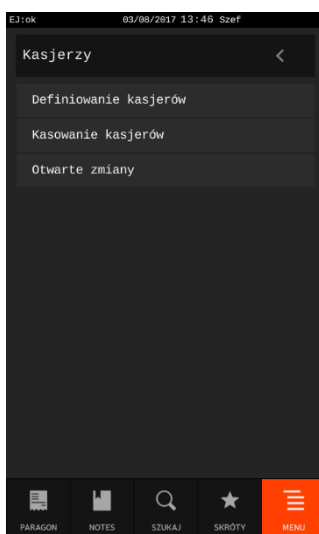 EJ:ok 03/08/2017 13:46 Szef
Kasjerzy
Definiowanie kasjerów
Kasowanie kasjerów
Otwarte zmiany
PARAGON NOTES SZUKAJ SKRÓTY MENU